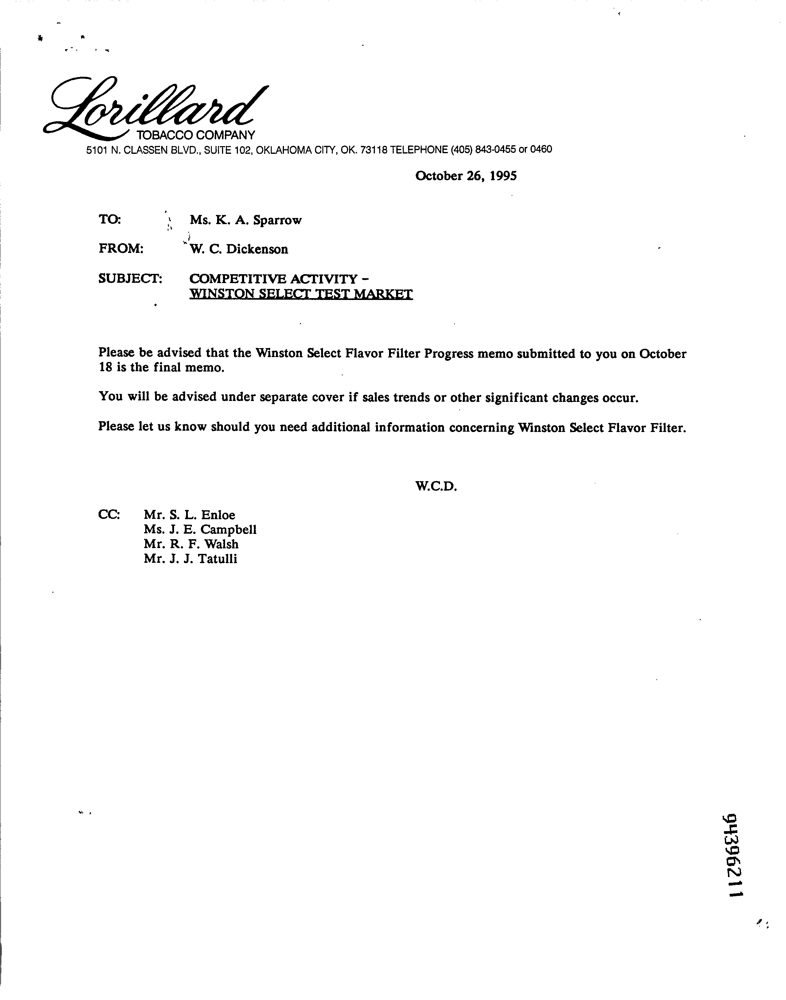 Lorillard
TOBACCO COMPANY
5101 N. CLASSEN BLVD., SUITE 102, OKLAHOMA CITY, OK. 73118 TELEPHONE (405) 843-0455 or 0460
October 26, 1995
TO: Ms. K. A. Sparrow
FROM: W. C. Dickenson
SUBJECT: COMPETITIVE ACTIVITY –
WINSTON SELECT TEST MARKET
Please be advised that the Winston Select Flavor Filter Progress memo submitted to you on October
18 is the final memo.
You will be advised under separate cover if sales trends or other significant changes occur.
Please let us know should you need additional information concerning Winston Select Flavor Filter.
W.C.D.
CC: Mr. S. L. Enloe
Ms. J. E. Campbell
Mr. R. F. Walsh
Mr. J. J. Tatulli
94396211